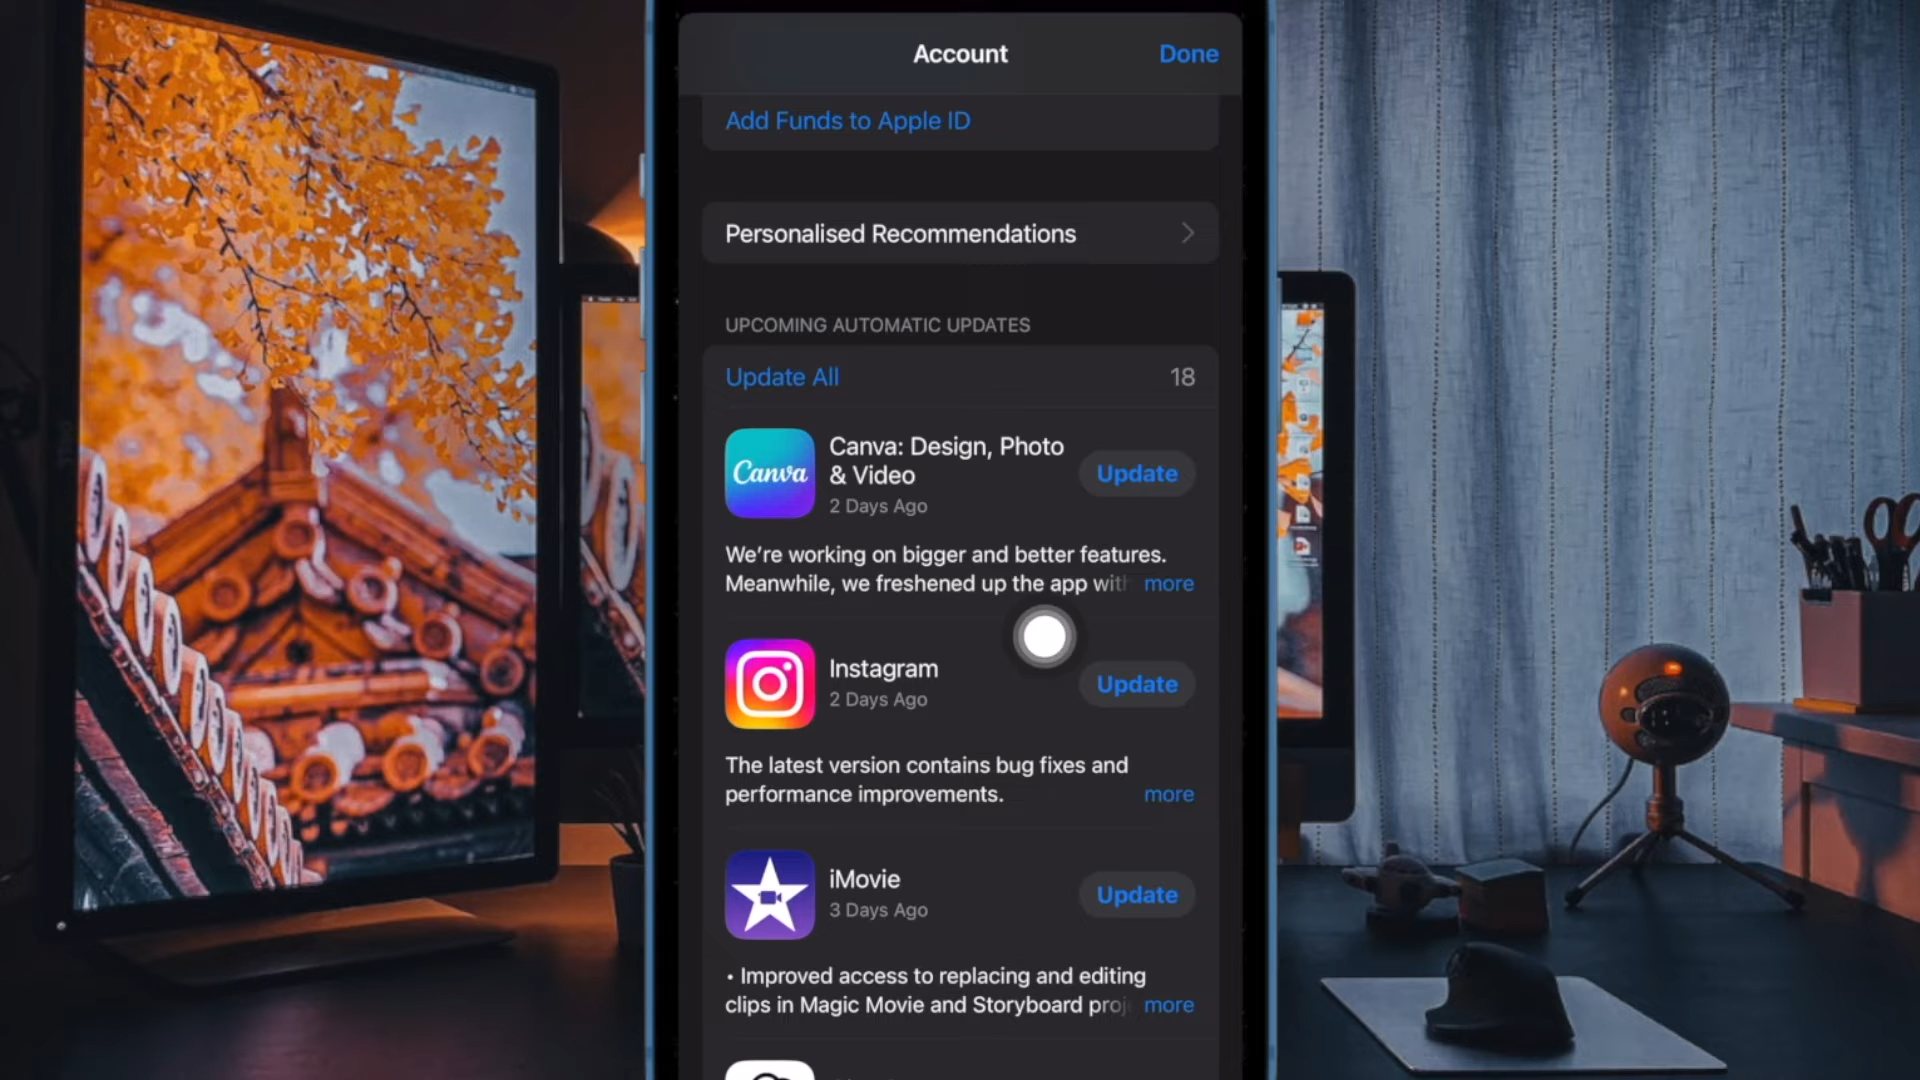 Account
Done
Add Funds to Apple ID
Personalised Recommendations
UPCOMING AUTOMATIC UPDATES
Update All
18
Canva
Canva: Design, Photo
& Video
2 Days Ago
Update
We’re working on bigger and better features.
Meanwhile, we freshened up the app with
more
Instagram
2 Days Ago
Update
The latest version contains bug fixes and
performance improvements.
more
iMovie
3 Days Ago
Update
• Improved access to replacing and editing
clips in Magic Movie and Storyboard proj
more